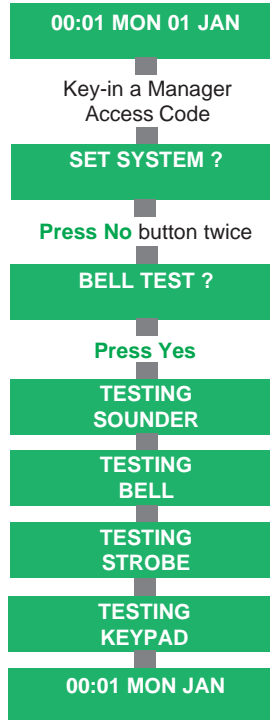 00:01 MON 01 JAN
Key-in a Manager
Access Code
SET SYSTEM ?
Press No button twice
BELL TEST ?
Press Yes
TESTING
SOUNDER
TESTING
BELL
TESTING
STROBE
TESTING
KEYPAD
00:01 MON JAN